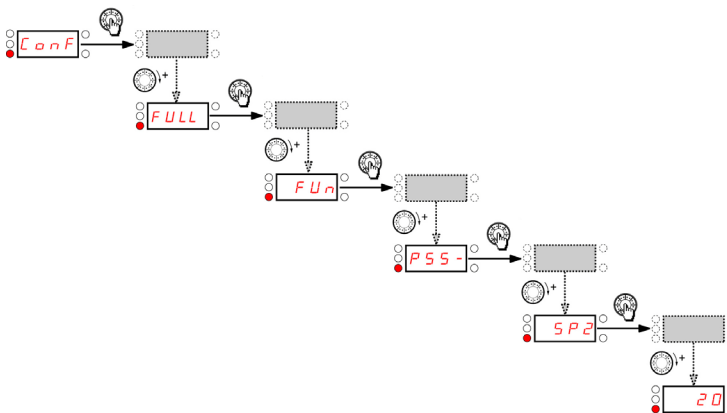 ConF
+
FULL
+
FUn
+
PSS-
+
SP2
+
20